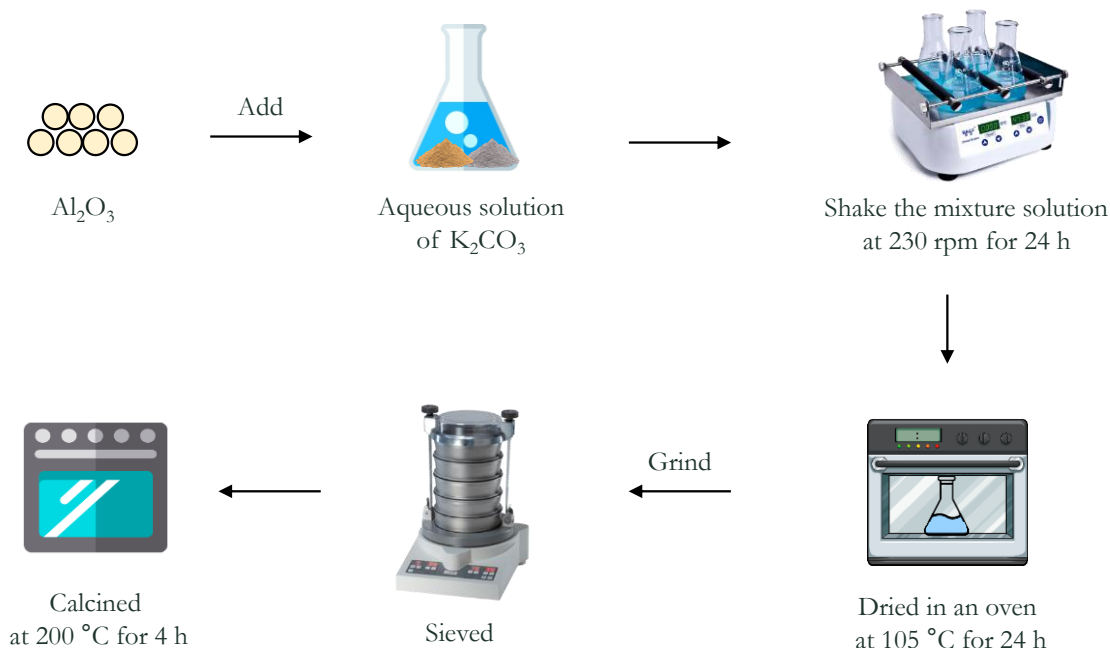 Add
Al₂O₃
Aqueous solution
of K₂CO₃
Shake the mixture solution
at 230 rpm for 24 h
Grind
Calcined
at 200 °C for 4 h
Sieved
Dried in an oven
at 105 °C for 24 h